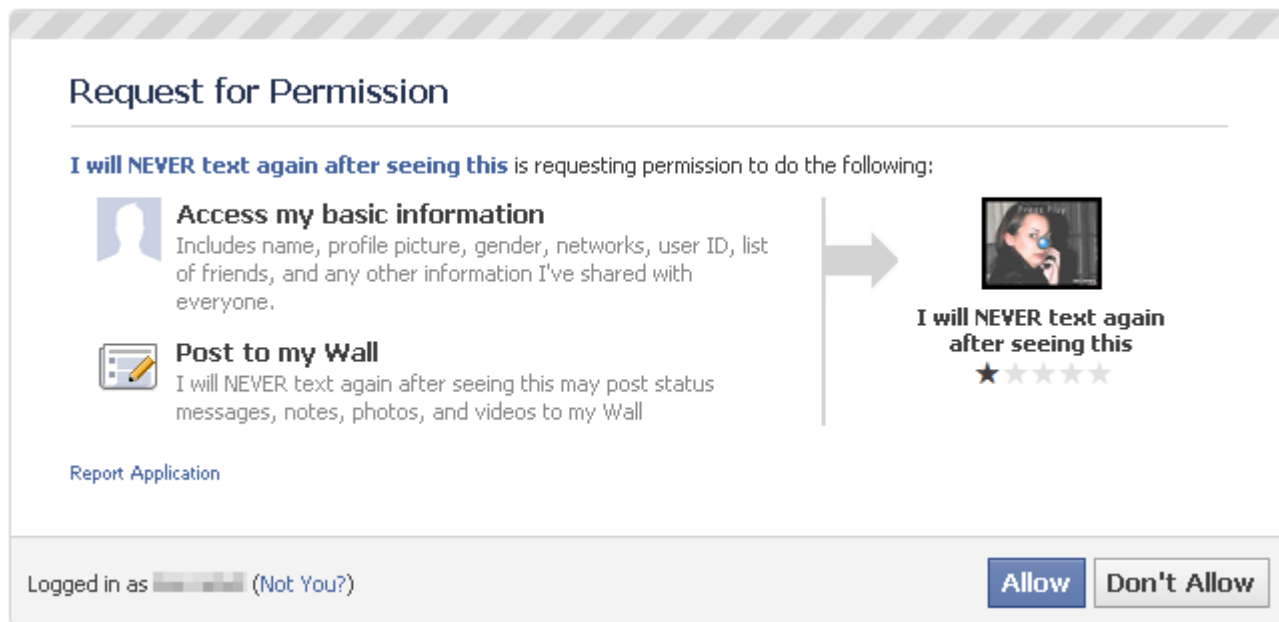 Request for Permission
I will NEVER text again after seeing this is requesting permission to do the following:
Access my basic information
Includes name, profile picture, gender, networks, user ID, list
of friends, and any other information I've shared with
everyone.
Post to my Wall
I will NEVER text again after seeing this may post status
messages, notes, photos, and videos to my Wall
Press Play
I will NEVER text again
after seeing this
Report Application
Logged in as (Not You?)
Allow
Don't Allow